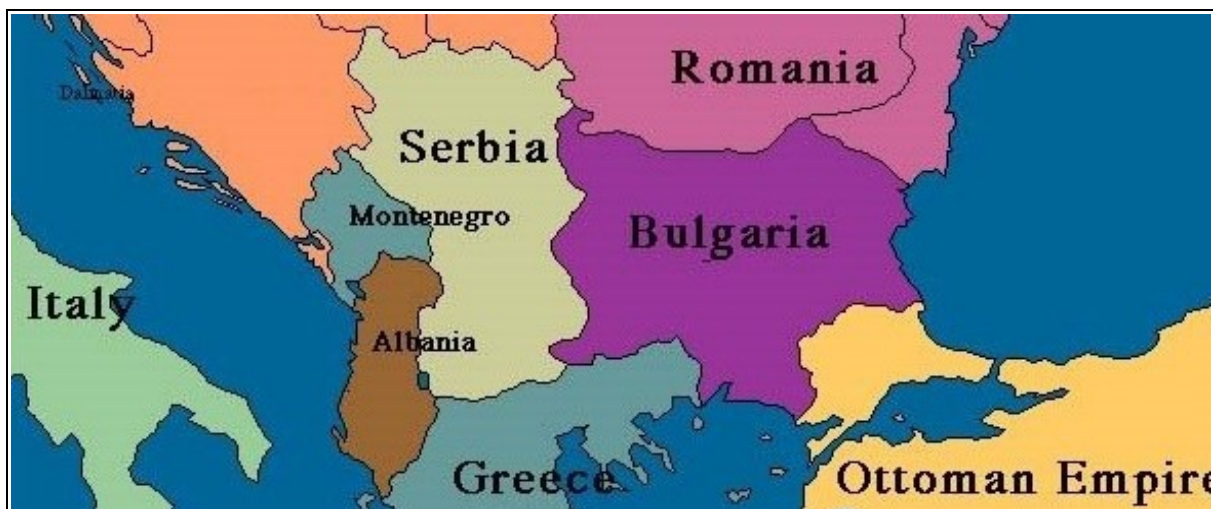 Romania
Dalmatia
Serbia
Montenegro
Bulgaria
Italy
Albania
Greece
Ottoman Empire